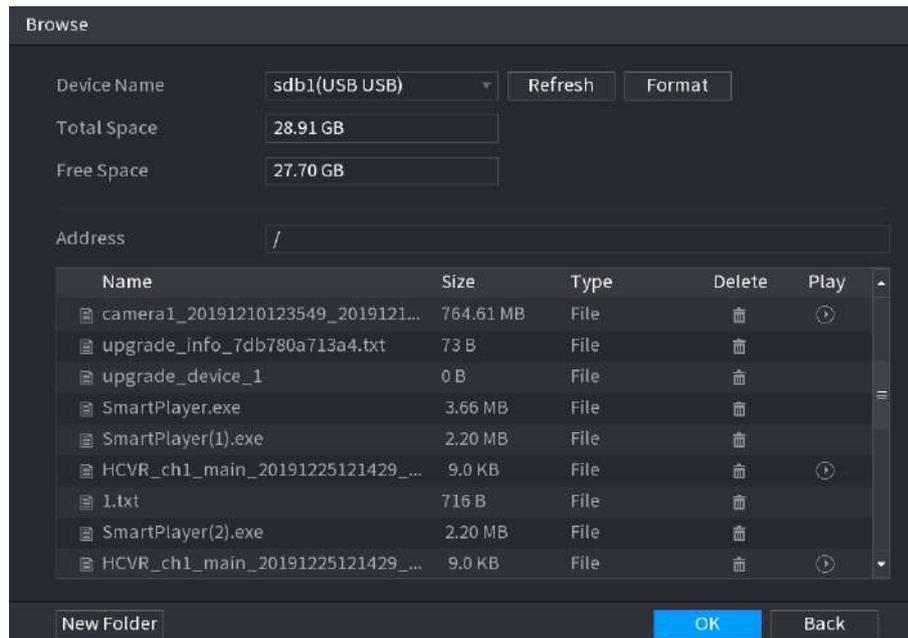 Browse
Device Name sdb1(USB USB) Refresh Format
Total Space 28.91 GB
Free Space 27.70 GB
Address /
Name Size Type Delete Play
camera1_20191210123549_2019121... 764.61 MB File
upgrade_info_7db780a713a4.txt 73 B File
upgrade_device_1 0 B File
SmartPlayer.exe 3.66 MB File
SmartPlayer(1).exe 2.20 MB File
HCVR_ch1_main_20191225121429_... 9.0 KB File
1.txt 716 B File
SmartPlayer(2).exe 2.20 MB File
HCVR_ch1_main_20191225121429_... 9.0 KB File
New Folder OK Back